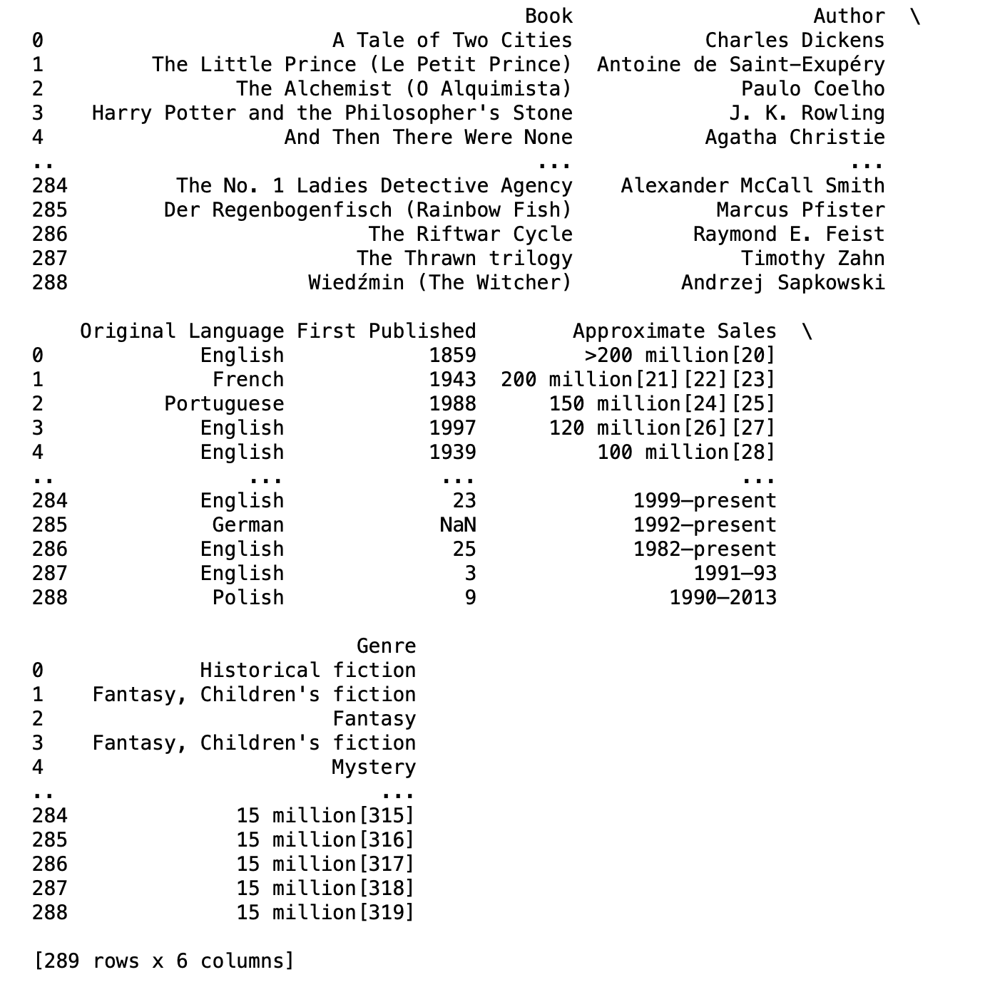 Book Author \
0 A Tale of Two Cities Charles Dickens
1 The Little Prince (Le Petit Prince) Antoine de Saint-Exupéry
2 The Alchemist (O Alquimista) Paulo Coelho
3 Harry Potter and the Philosopher's Stone J. K. Rowling
4 And Then There Were None Agatha Christie
.. ... ...
284 The No. 1 Ladies Detective Agency Alexander McCall Smith
285 Der Regenbogenfisch (Rainbow Fish) Marcus Pfister
286 The Riftwar Cycle Raymond E. Feist
287 The Thrawn trilogy Timothy Zahn
288 Wiedźmin (The Witcher) Andrzej Sapkowski
Original Language First Published Approximate Sales \
0 English 1859 >200 million[20]
1 French 1943 200 million[21][22][23]
2 Portuguese 1988 150 million[24][25]
3 English 1997 120 million[26][27]
4 English 1939 100 million[28]
.. ... ... ...
284 English 23 1999–present
285 German NaN 1992–present
286 English 25 1982–present
287 English 3 1991–93
288 Polish 9 1990–2013
Genre
0 Historical fiction
1 Fantasy, Children's fiction
2 Fantasy
3 Fantasy, Children's fiction
4 Mystery
.. ...
284 15 million[315]
285 15 million[316]
286 15 million[317]
287 15 million[318]
288 15 million[319]
[289 rows x 6 columns]